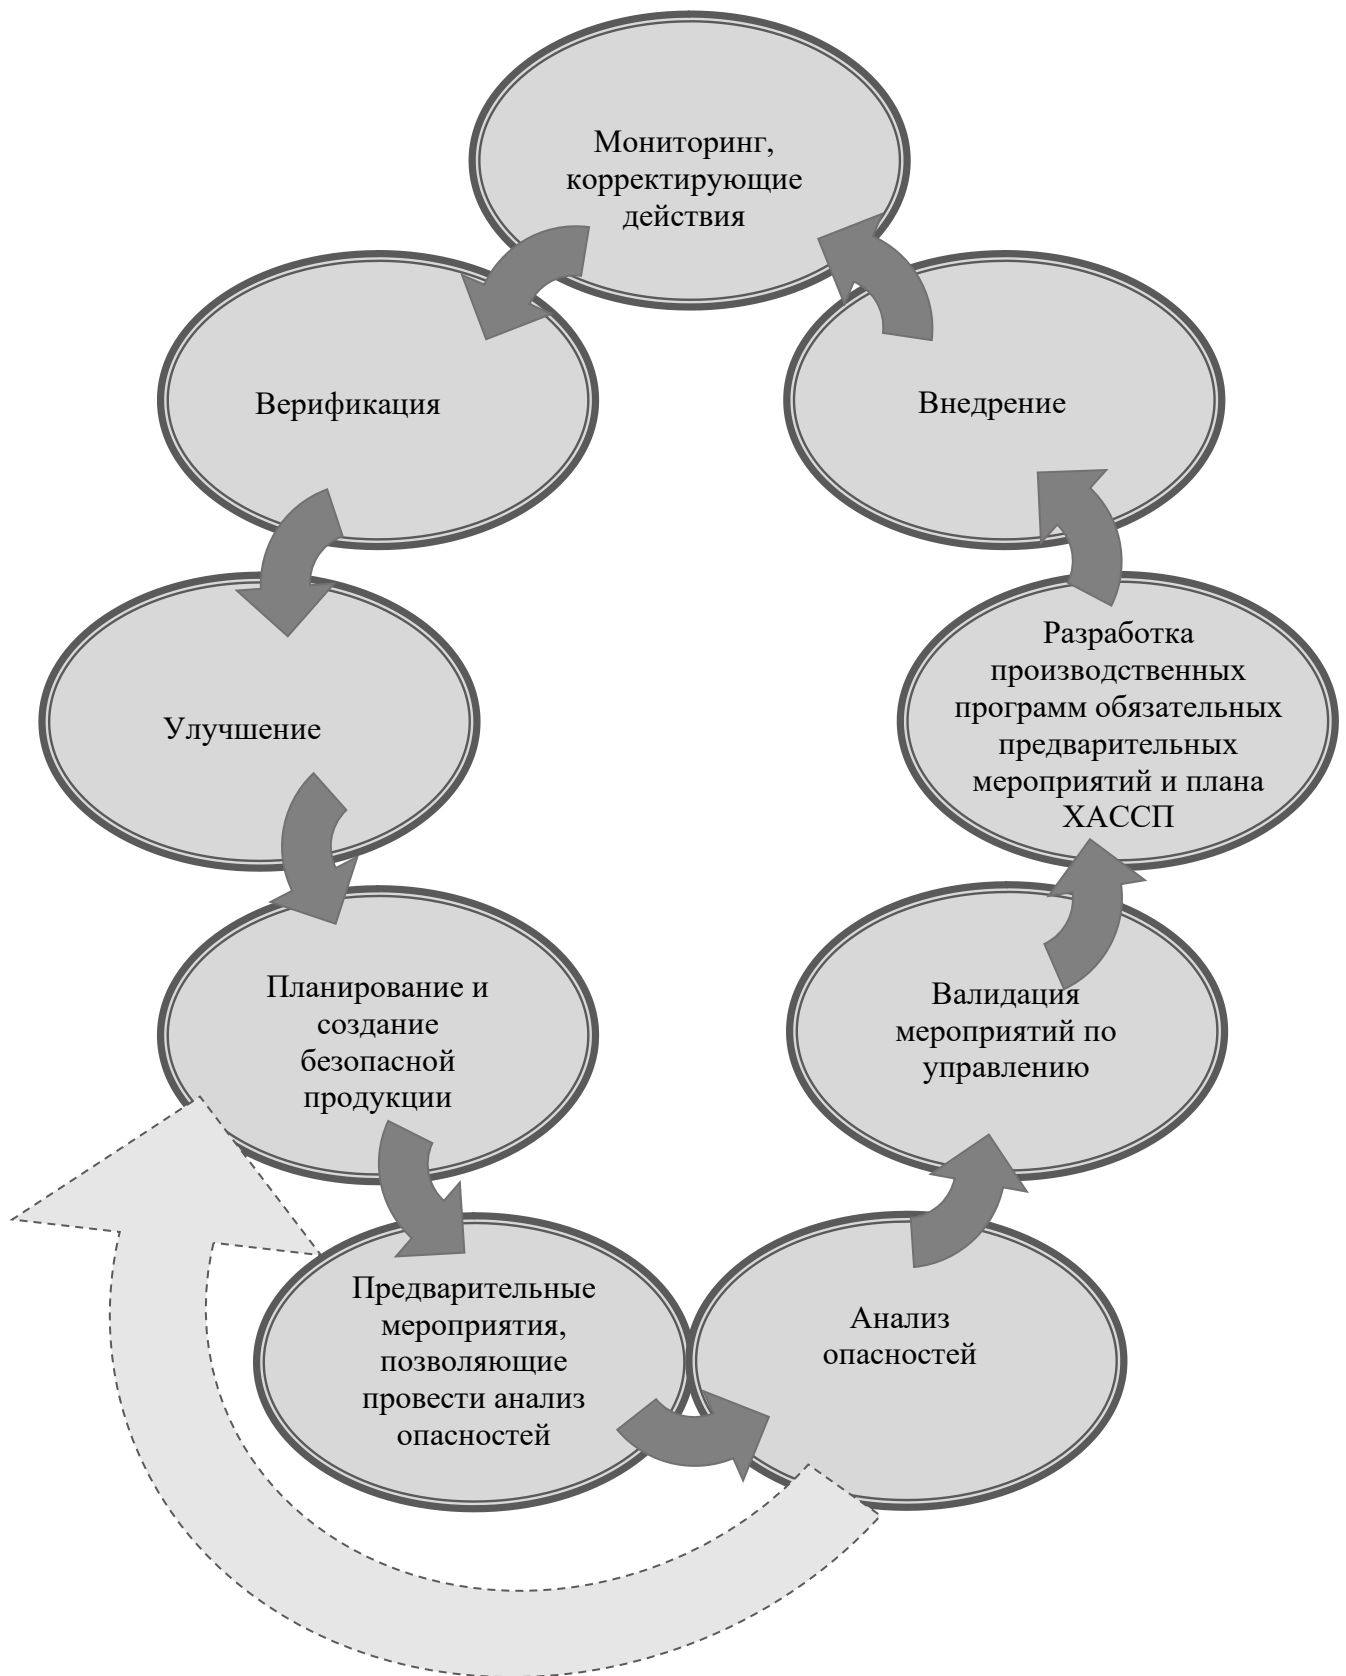 Мониторинг,
корректирующие
действия
Верификация
Внедрение
Улучшение
Разработка
производственных
программ обязательных
предварительных
мероприятий и плана
ХАССП
Планирование и
создание
безопасной
продукции
Валидация
мероприятий по
управлению
Предварительные
мероприятия,
позволяющие
провести анализ
опасностей
Анализ
опасностей